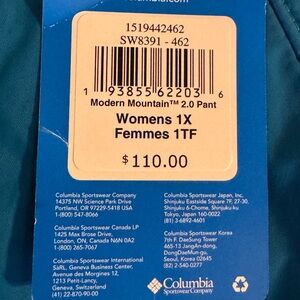 olumbia.com
1519442462
SW8391 - 462
1 93855 62203 6
Modern Mountain™ 2.0 Pant
Womens 1X
Femmes 1TF
$110.00
Columbia Sportswear Company
14375 NW Science Park Drive
Portland, OR 97229-5418 USA
1-(800) 547-8066
Columbia Sportswear Canada LP
1425 Max Brose Drive,
London, ON, Canada N6N 0A2
1-(800) 265-7067
Columbia Sportswear International
SàRL, Geneva Business Center,
Avenue des Morgines 12,
1213 Petit-Lancy,
Geneva, Switzerland
(41) 22-870-90-00
Columbia Sportswear Japan, Inc.
Shinjuku Eastside Square 7F, 27-30,
Shinjuku 6-Chome, Shinjuku-ku
Tokyo, Japan 160-0022
(81) 3-6892-4601
Columbia Sportswear Korea
7th F. DaeSung Tower
465-13 JangAn-dong,
DongDaeMun-gu,
Seoul, Korea 02645
(82) 2-540-0277
Columbia
Sportswear Company